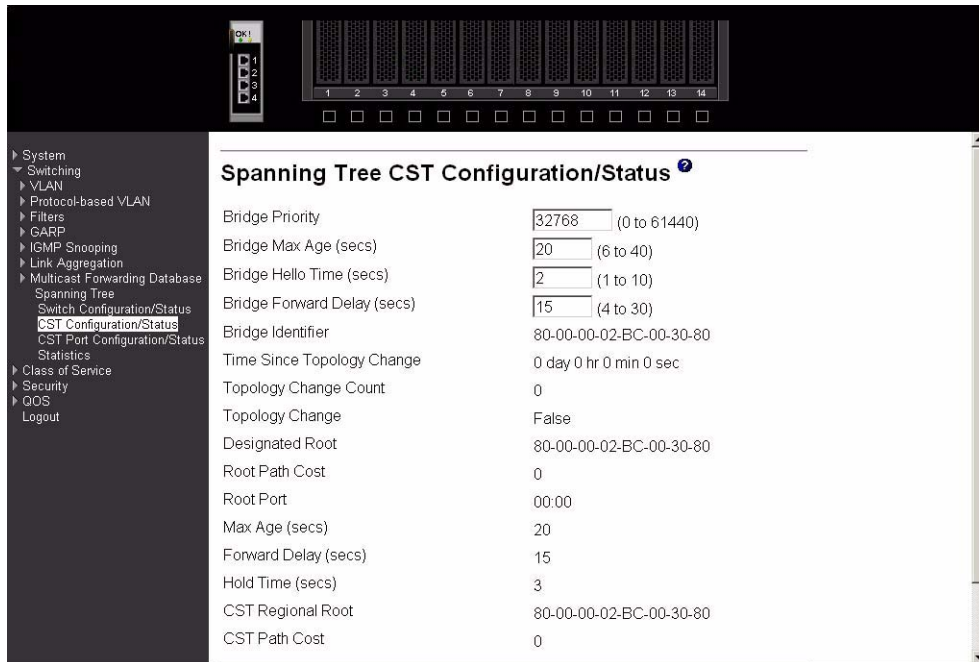 OK!
1
2
3
4
1 2 3 4 5 6 7 8 9 10 11 12 13 14
System
Switching
VLAN
Protocol-based VLAN
Filters
GARP
IGMP Snooping
Link Aggregation
Multicast Forwarding Database
Spanning Tree
Switch Configuration/Status
CST Configuration/Status
CST Port Configuration/Status
Statistics
Class of Service
Security
QOS
Logout
Spanning Tree CST Configuration/Status ?
Bridge Priority 32768 (0 to 61440)
Bridge Max Age (secs) 20 (6 to 40)
Bridge Hello Time (secs) 2 (1 to 10)
Bridge Forward Delay (secs) 15 (4 to 30)
Bridge Identifier 80-00-00-02-BC-00-30-80
Time Since Topology Change 0 day 0 hr 0 min 0 sec
Topology Change Count 0
Topology Change False
Designated Root 80-00-00-02-BC-00-30-80
Root Path Cost 0
Root Port 00:00
Max Age (secs) 20
Forward Delay (secs) 15
Hold Time (secs) 3
CST Regional Root 80-00-00-02-BC-00-30-80
CST Path Cost 0